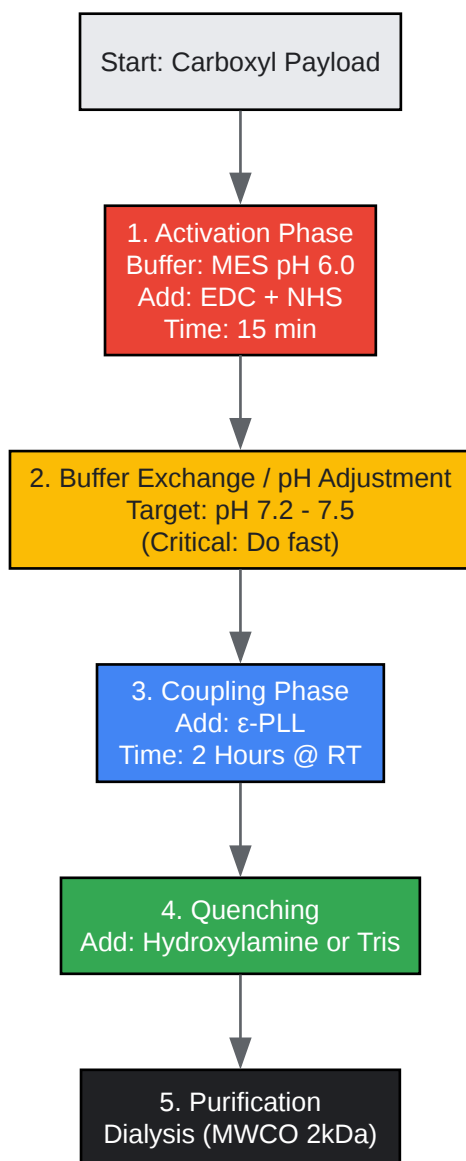 Start: Carboxyl Payload
1. Activation Phase
Buffer: MES pH 6.0
Add: EDC + NHS
Time: 15 min
2. Buffer Exchange / pH Adjustment
Target: pH 7.2 - 7.5
(Critical: Do fast)
3. Coupling Phase
Add: ε-PLL
Time: 2 Hours @ RT
4. Quenching
Add: Hydroxylamine or Tris
5. Purification
Dialysis (MWCO 2kDa)